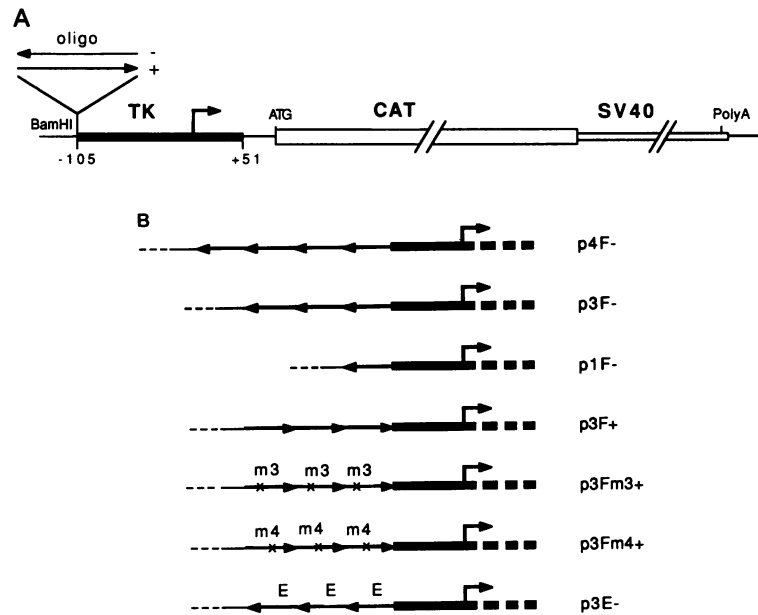 A
oligo
-
+
BamHI
TK
ATG
CAT
SV40
PolyA
-105
+51
B
p4F-
p3F-
p1F-
p3F+
m3 m3 m3
p3Fm3+
m4 m4 m4
p3Fm4+
E E E
p3E-